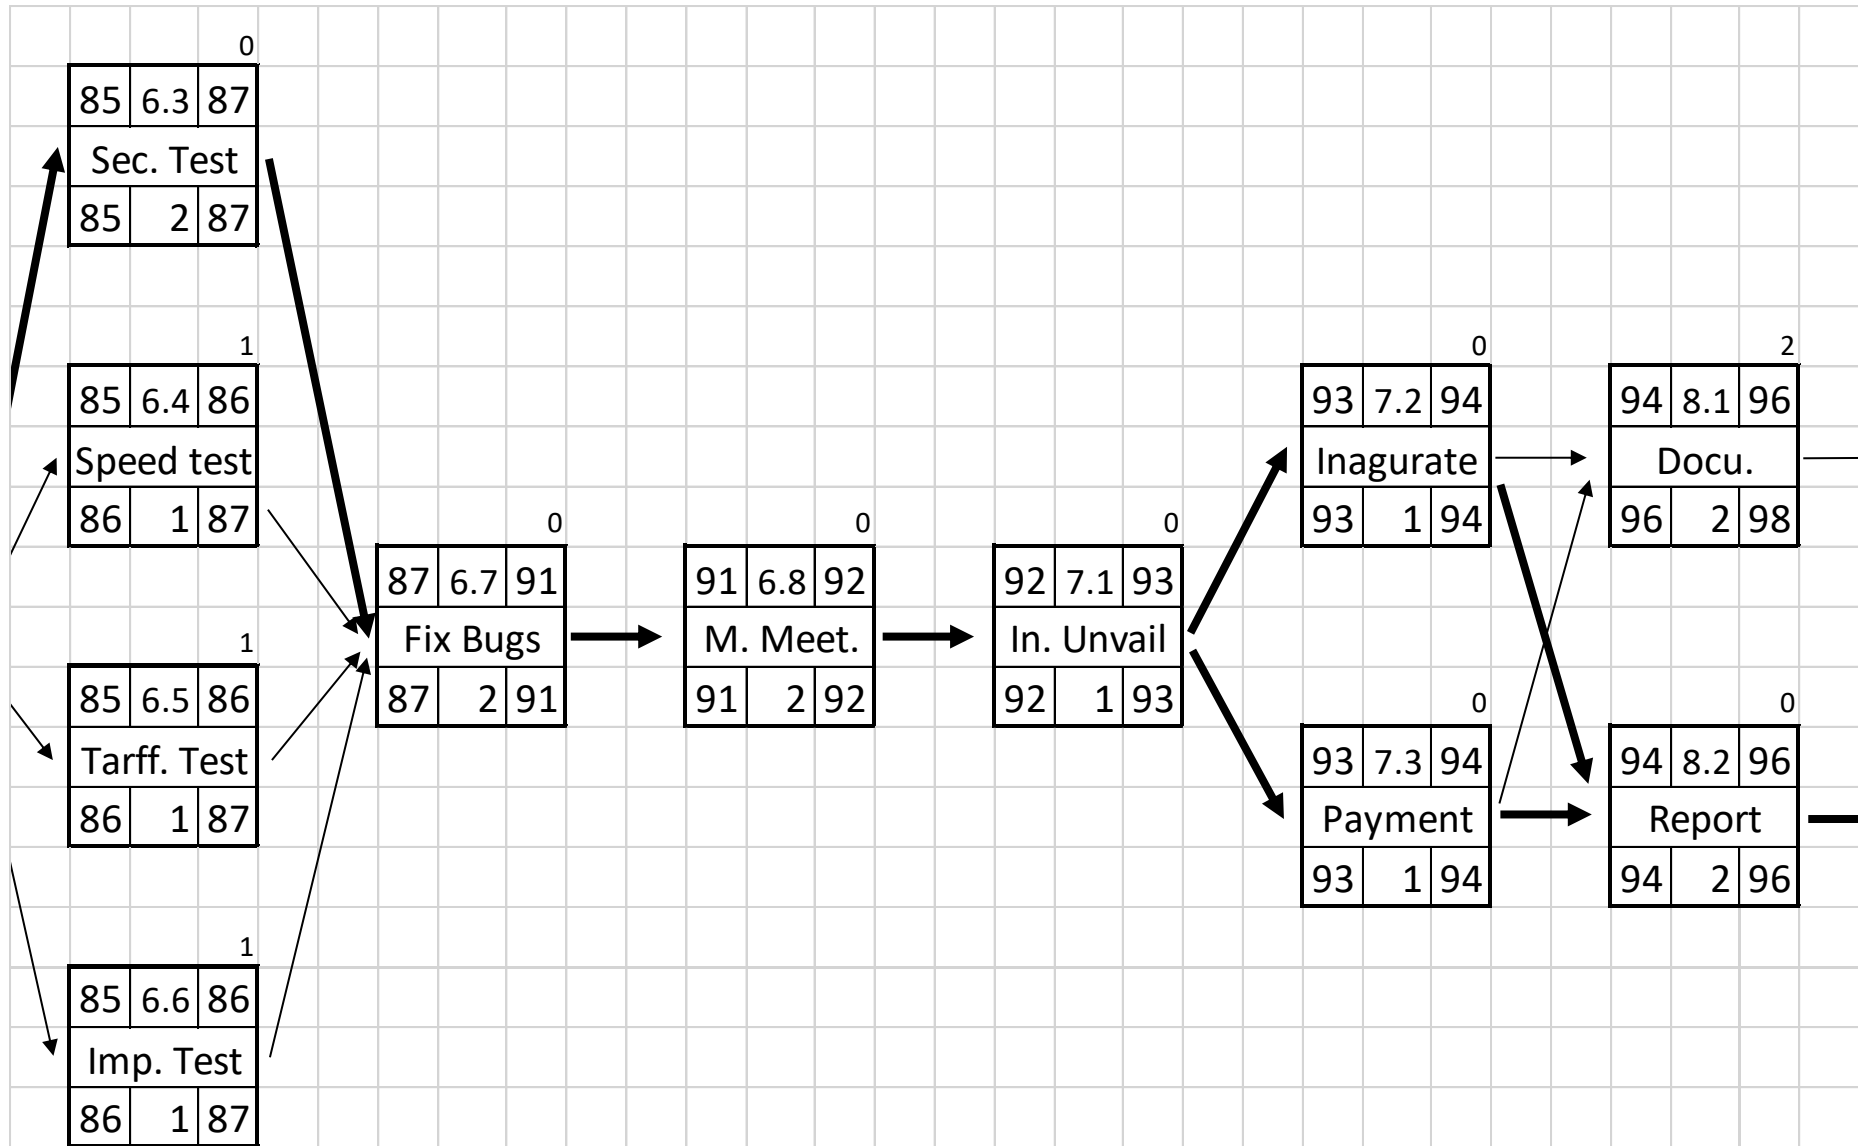 0
85 6.3 87
Sec. Test
85 2 87
1
85 6.4 86
Speed test
86 1 87
1
85 6.5 86
Tarff. Test
86 1 87
1
85 6.6 86
Imp. Test
86 1 87
0
87 6.7 91
Fix Bugs
87 2 91
0
91 6.8 92
M. Meet.
91 2 92
0
92 7.1 93
In. Unvail
92 1 93
0
93 7.2 94
Inagurate
93 1 94
0
93 7.3 94
Payment
93 1 94
2
94 8.1 96
Docu.
96 2 98
0
94 8.2 96
Report
94 2 96